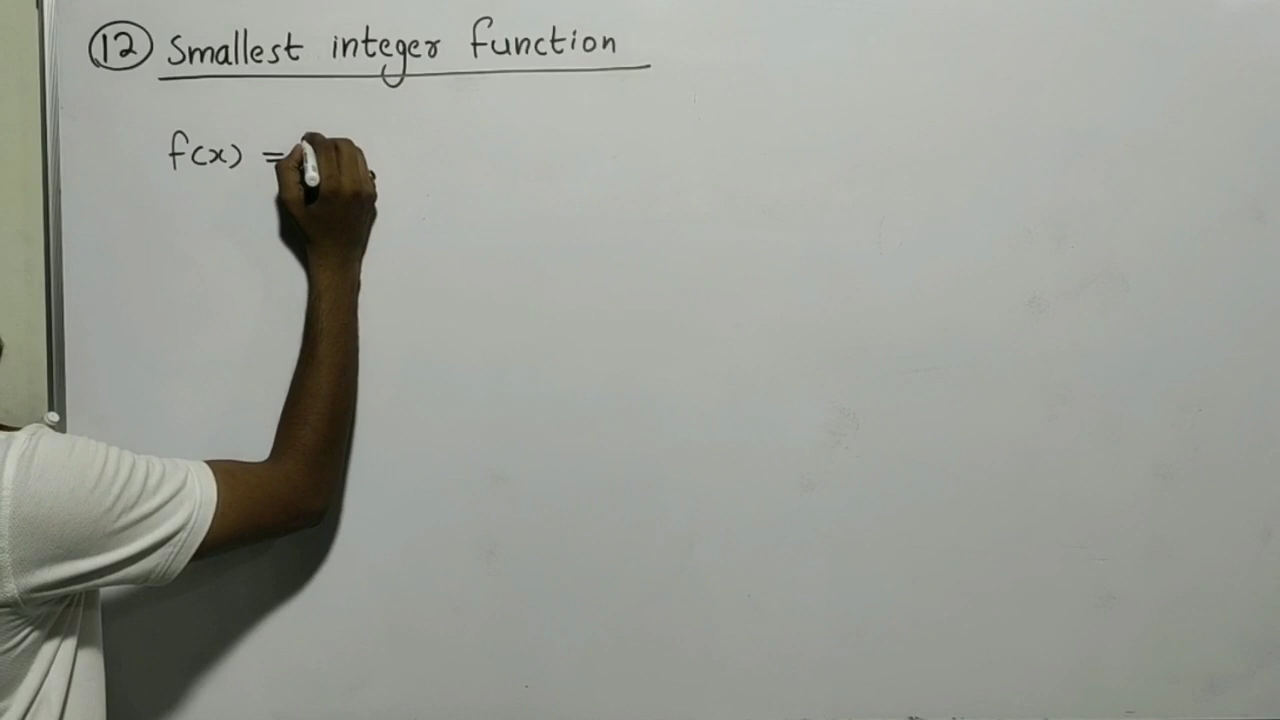 12 Smallest integer function
f(x) =